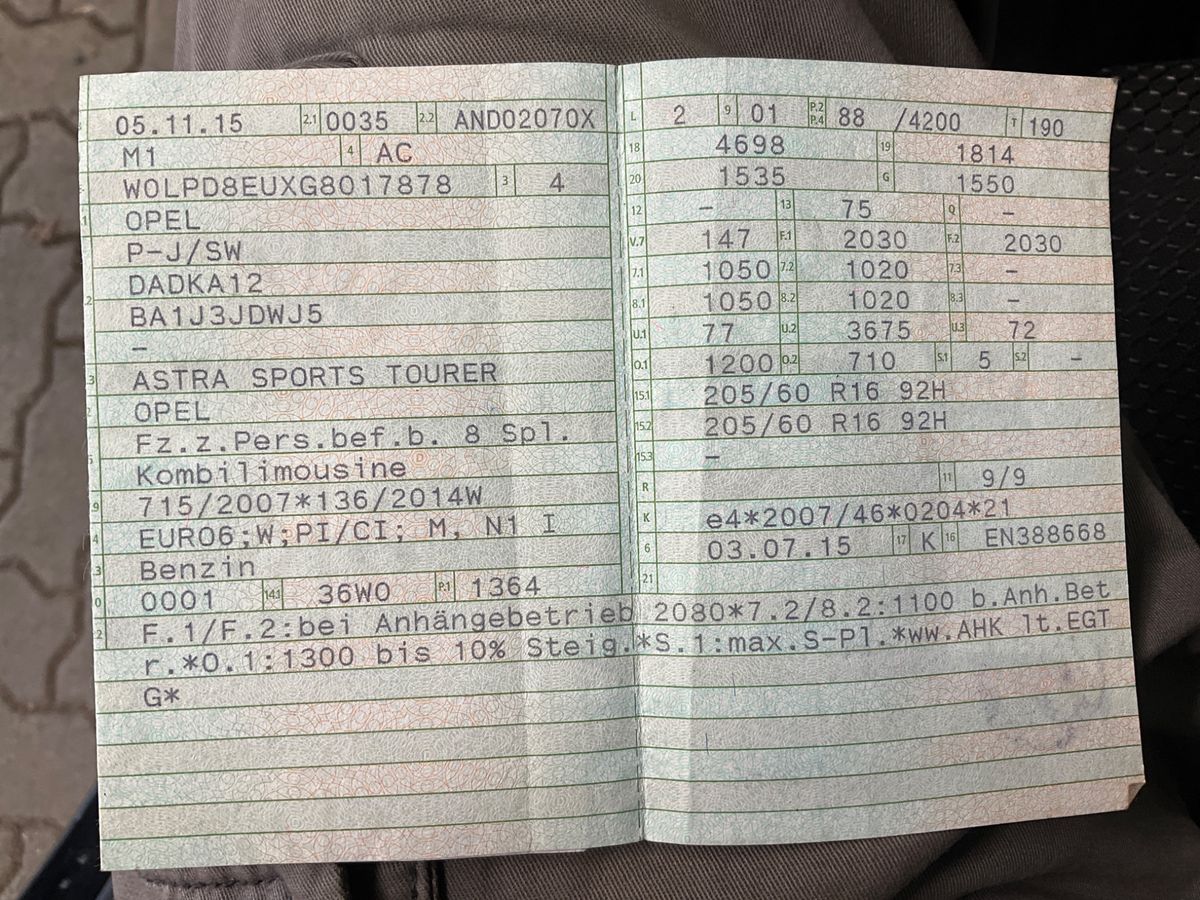 05.11.15 2.1 0035 2.2 AND02070X
M1 4 AC
W0LPD8EUXG8017878 3 4
OPEL
P-J/SW
DADKA12
BA1J3JDWJ5
–
ASTRA SPORTS TOURER
OPEL
Fz.z.Pers.bef.b. 8 Spl.
Kombilimousine
715/2007*136/2014W
EURO6;W;PI/CI; M, N1 I
Benzin
0001 14.1 36W0 P.1 1364
L 2 9 01 P.2 P.4 88 /4200 T 190
18 4698 19 1814
20 1535 G 1550
12 – 13 75 Q –
V.7 147 F.1 2030 F.2 2030
7.1 1050 7.2 1020 7.3 –
8.1 1050 8.2 1020 8.3 –
U.1 77 U.2 3675 U.3 72
O.1 1200 O.2 710 S.1 5 S.2 –
15.1 205/60 R16 92H
15.2 205/60 R16 92H
15.3 –
R 11 9/9
K e4*2007/46*0204*21
6 03.07.15 17 K 16 EN388668
21
F.1/F.2:bei Anhängebetrieb 2080*7.2/8.2:1100 b.Anh.Bet
r.*O.1:1300 bis 10% Steig.*S.1:max.S-Pl.*ww.AHK lt.EGT
G*